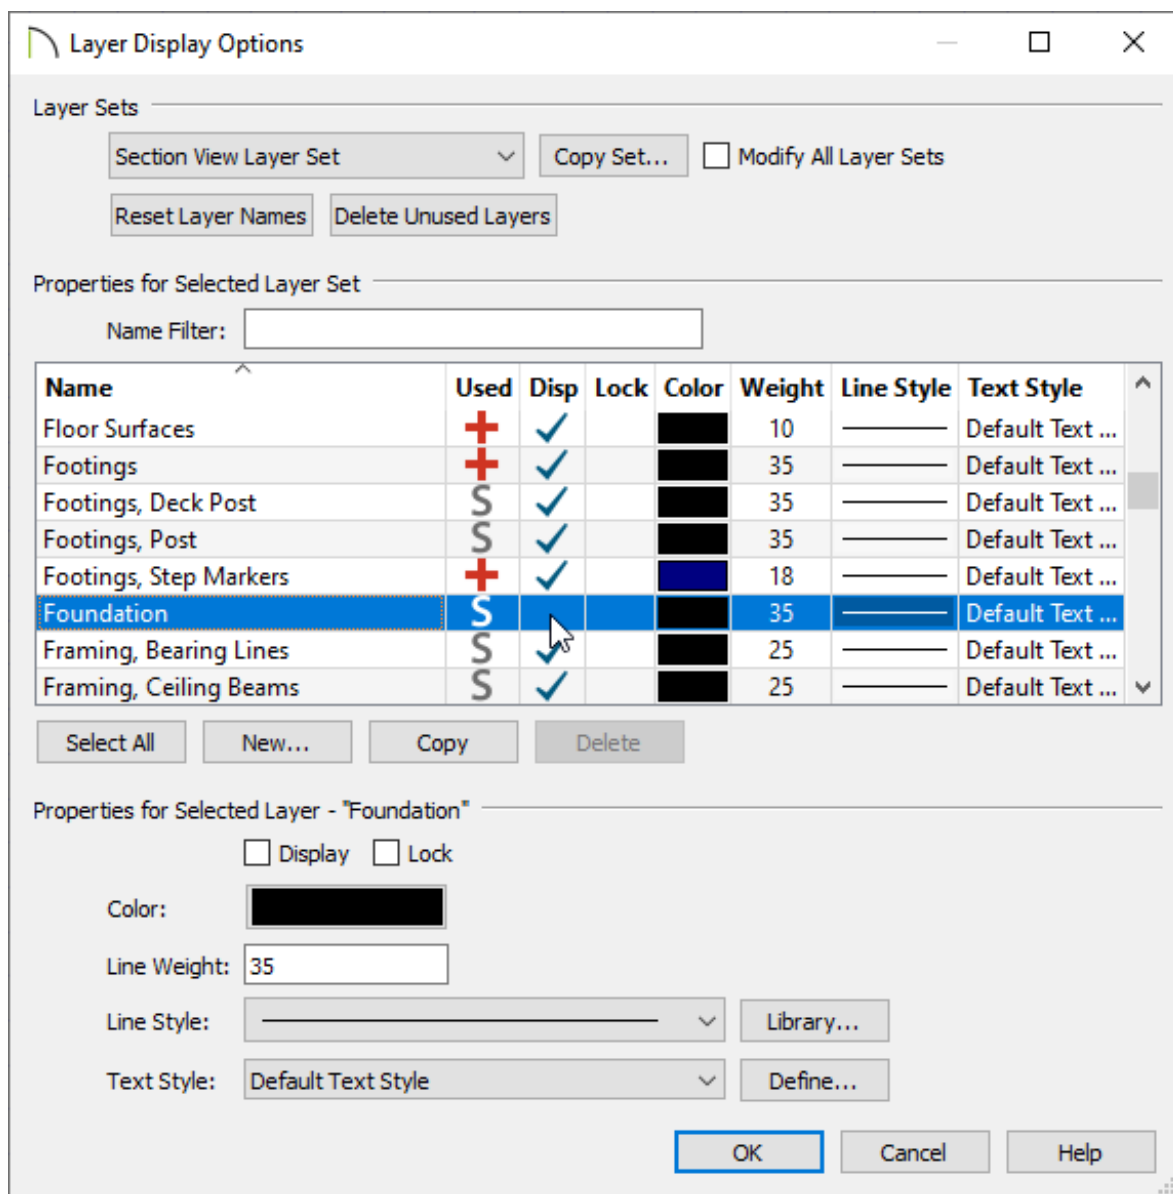 Layer Display Options
Layer Sets
Section View Layer Set Copy Set... Modify All Layer Sets
Reset Layer Names Delete Unused Layers
Properties for Selected Layer Set
Name Filter:
Name Used Disp Lock Color Weight Line Style Text Style
Floor Surfaces 10 Default Text ...
Footings 35 Default Text ...
Footings, Deck Post S 35 Default Text ...
Footings, Post S 35 Default Text ...
Footings, Step Markers 18 Default Text ...
Foundation S 35 Default Text ...
Framing, Bearing Lines S 25 Default Text ...
Framing, Ceiling Beams S 25 Default Text ...
Select All New... Copy Delete
Properties for Selected Layer - "Foundation"
Display Lock
Color:
Line Weight: 35
Line Style: Library...
Text Style: Default Text Style Define...
OK Cancel Help